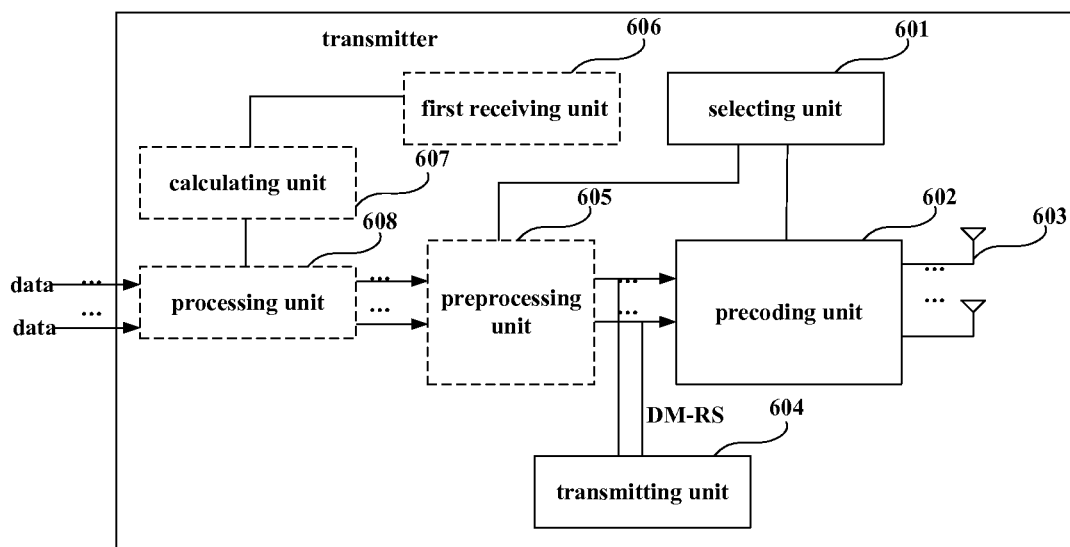 transmitter
606
601
first receiving unit
selecting unit
calculating unit
607
605
608
602
603
data
...
...
...
...
processing unit
...
...
preprocessing
unit
...
...
precoding unit
...
...
data
DM-RS
604
transmitting unit